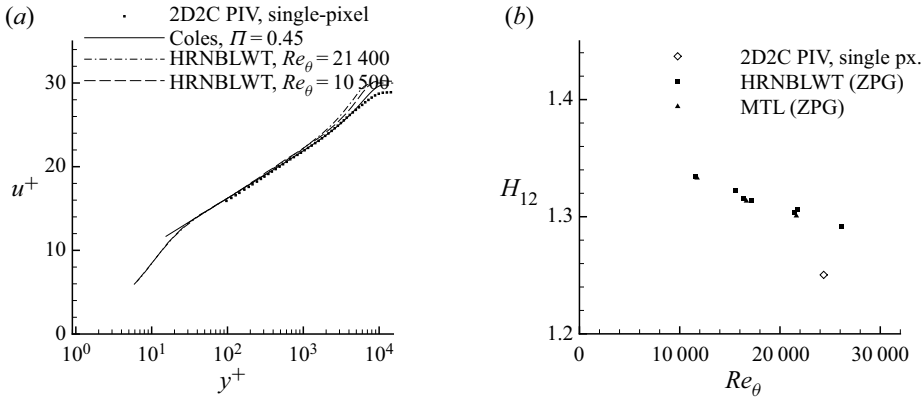 (a)
2D2C PIV, single-pixel
Coles, Π = 0.45
HRNBLWT, Reθ = 21 400
HRNBLWT, Reθ = 10 500
40
30
20
10
0
u+
10^0
10^1
10^2
10^3
10^4
y+
(b)
2D2C PIV, single px.
HRNBLWT (ZPG)
MTL (ZPG)
1.4
1.3
1.2
H12
0
10 000
20 000
30 000
Reθ